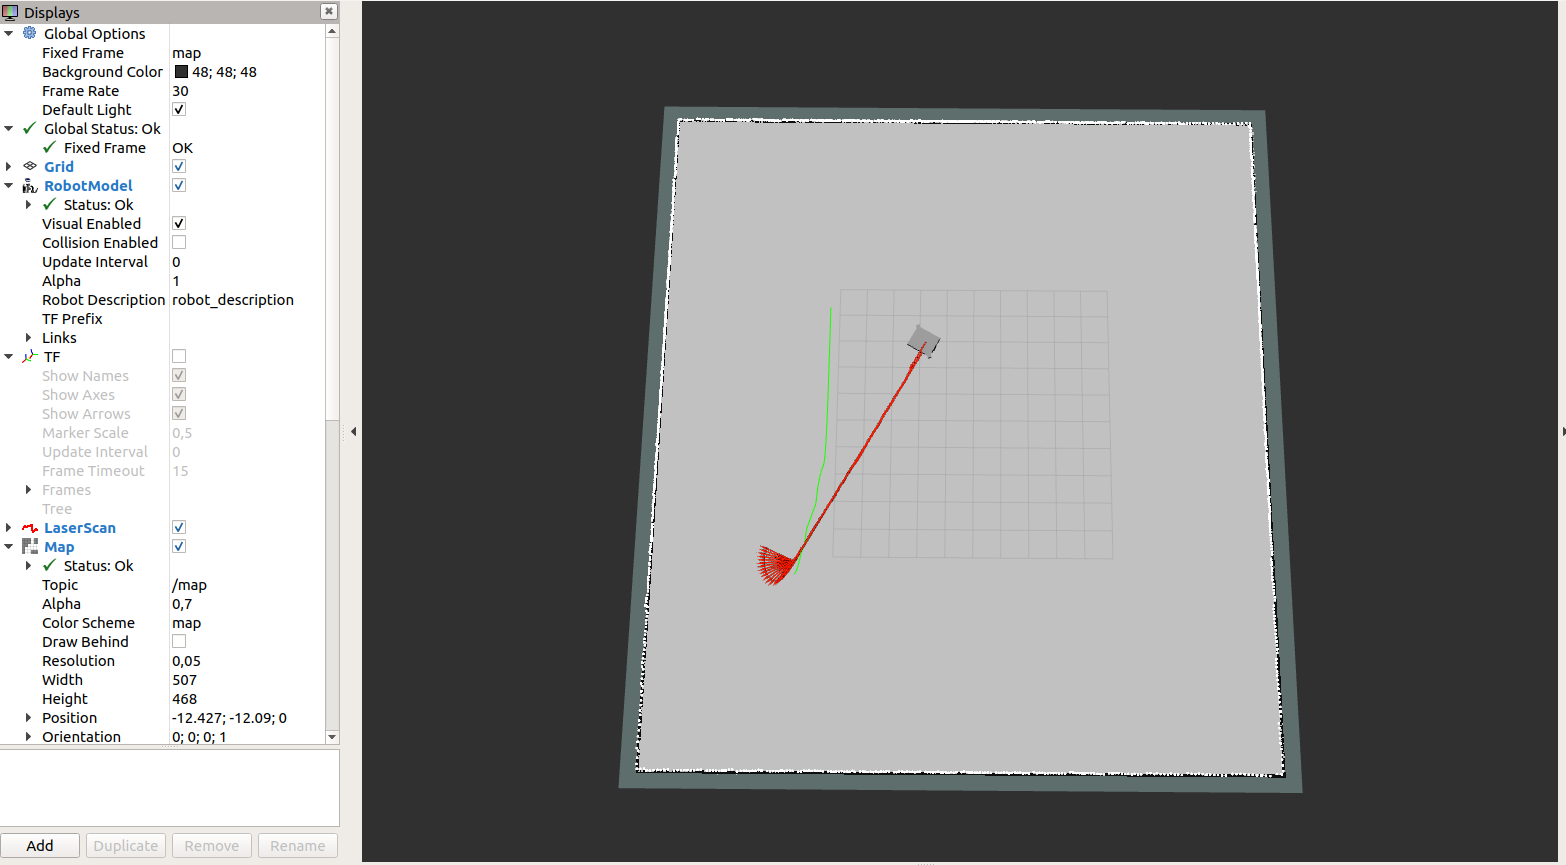 Displays
Global Options
Fixed Frame map
Background Color 48; 48; 48
Frame Rate 30
Default Light
Global Status: Ok
Fixed Frame OK
Grid
RobotModel
Status: Ok
Visual Enabled
Collision Enabled
Update Interval 0
Alpha 1
Robot Description robot_description
TF Prefix
Links
TF
Show Names
Show Axes
Show Arrows
Marker Scale 0,5
Update Interval 0
Frame Timeout 15
Frames
Tree
LaserScan
Map
Status: Ok
Topic /map
Alpha 0,7
Color Scheme map
Draw Behind
Resolution 0,05
Width 507
Height 468
Position -12.427; -12.09; 0
Orientation 0; 0; 0; 1
Add Duplicate Remove Rename